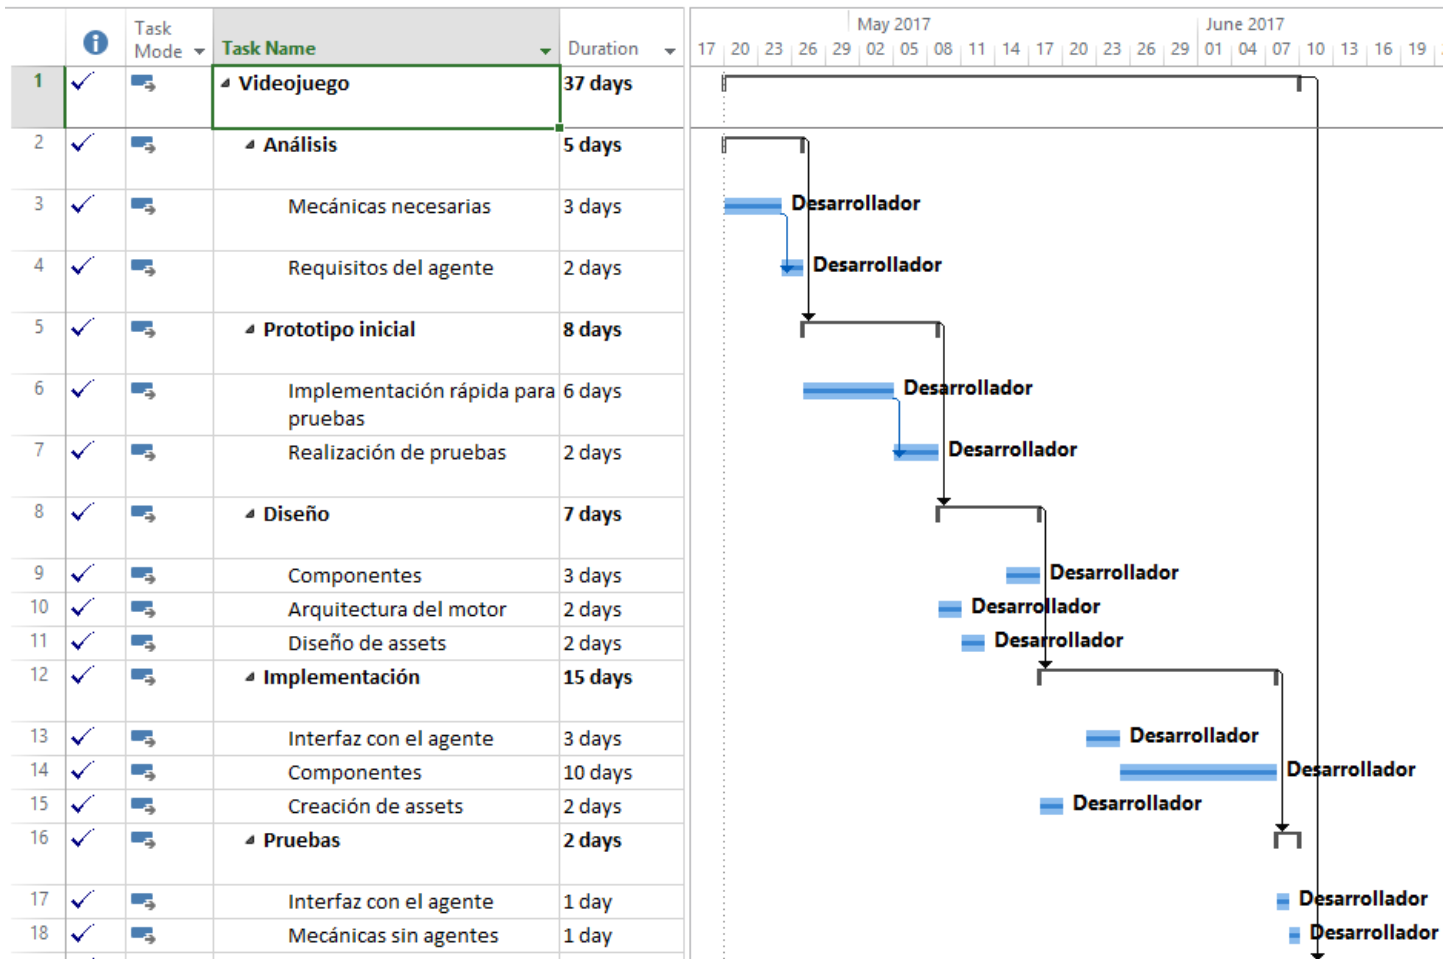 May 2017 June 2017
Task Mode Task Name Duration 17 20 23 26 29 02 05 08 11 14 17 20 23 26 29 01 04 07 10 13 16 19
1 Videojuego 37 days
2 Análisis 5 days
3 Mecánicas necesarias 3 days Desarrollador
4 Requisitos del agente 2 days Desarrollador
5 Prototipo inicial 8 days
6 Implementación rápida para 6 days Desarrollador
pruebas
7 Realización de pruebas 2 days Desarrollador
8 Diseño 7 days
9 Componentes 3 days Desarrollador
10 Arquitectura del motor 2 days Desarrollador
11 Diseño de assets 2 days Desarrollador
12 Implementación 15 days
13 Interfaz con el agente 3 days Desarrollador
14 Componentes 10 days Desarrollador
15 Creación de assets 2 days Desarrollador
16 Pruebas 2 days
17 Interfaz con el agente 1 day Desarrollador
18 Mecánicas sin agentes 1 day Desarrollador